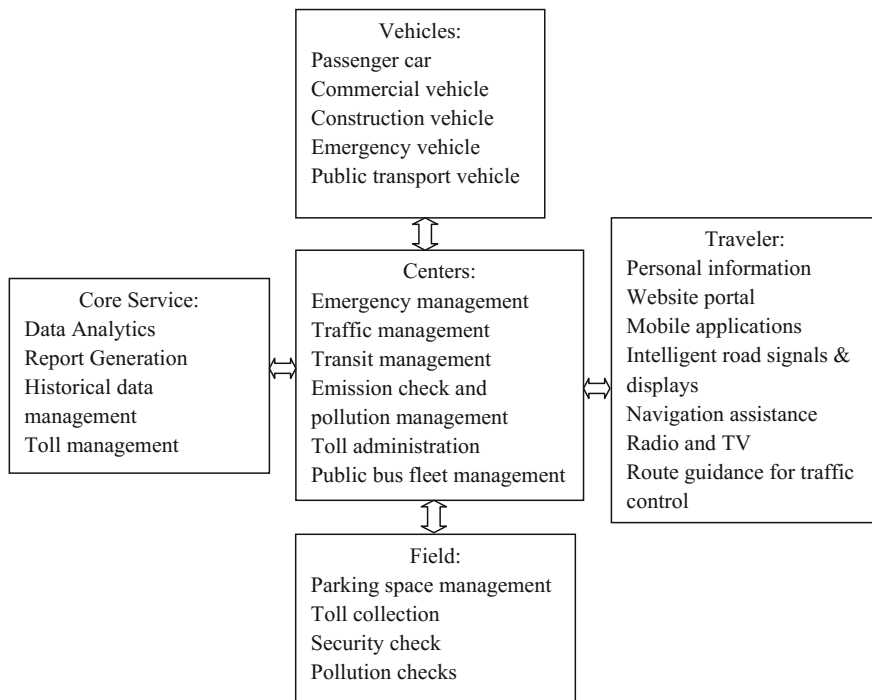 Vehicles:
Passenger car
Commercial vehicle
Construction vehicle
Emergency vehicle
Public transport vehicle
Core Service:
Data Analytics
Report Generation
Historical data
management
Toll management
Centers:
Emergency management
Traffic management
Transit management
Emission check and
pollution management
Toll administration
Public bus fleet management
Traveler:
Personal information
Website portal
Mobile applications
Intelligent road signals &
displays
Navigation assistance
Radio and TV
Route guidance for traffic
control
Field:
Parking space management
Toll collection
Security check
Pollution checks